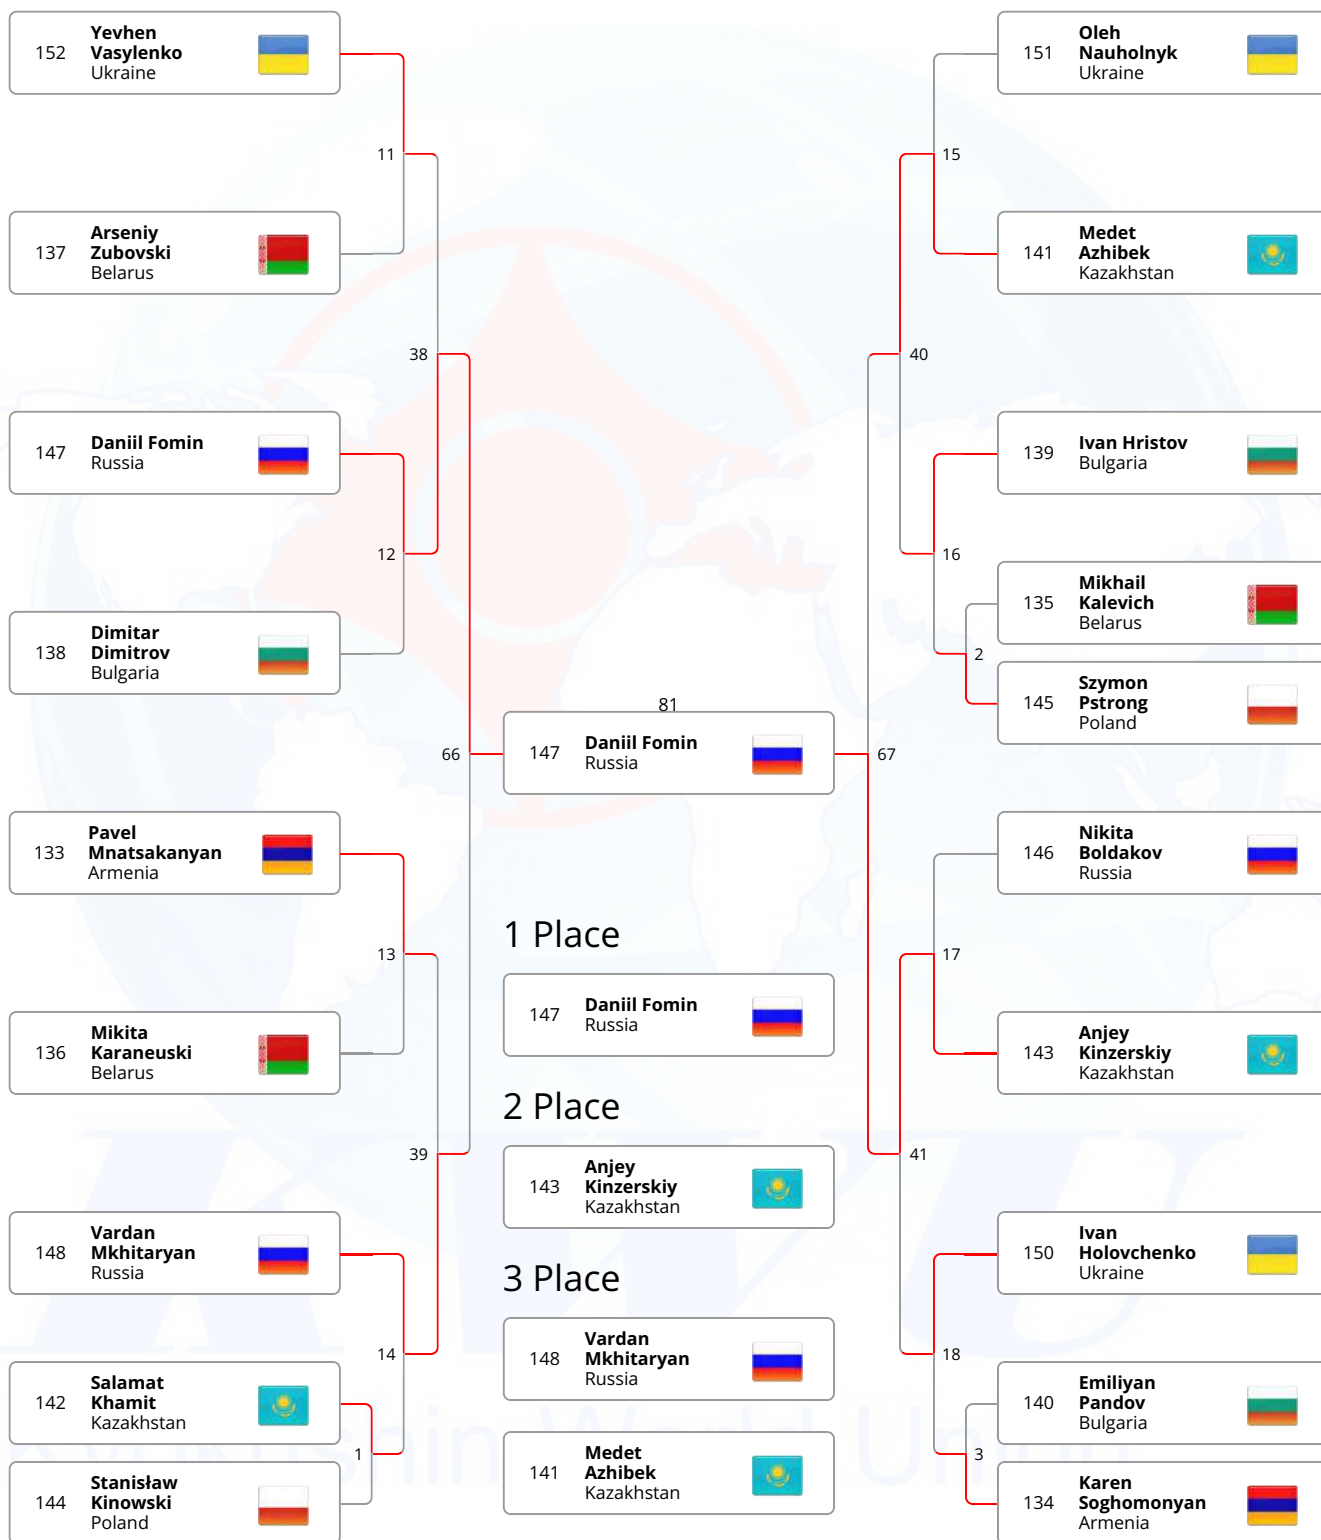 152
Yevhen
Vasylenko
Ukraine
11
137
Arseniy
Zubovski
Belarus
38
147
Daniil Fomin
Russia
12
138
Dimitar
Dimitrov
Bulgaria
66
133
Pavel
Mnatsakanyan
Armenia
13
136
Mikita
Karaneuski
Belarus
39
148
Vardan
Mkhitaryan
Russia
14
142
Salamat
Khamit
Kazakhstan
1
144
Stanisław
Kinowski
Poland
81
147
Daniil Fomin
Russia
1 Place
147
Daniil Fomin
Russia
2 Place
143
Anjey
Kinzerskiy
Kazakhstan
3 Place
148
Vardan
Mkhitaryan
Russia
141
Medet
Azhibek
Kazakhstan
151
Oleh
Nauholnyk
Ukraine
15
141
Medet
Azhibek
Kazakhstan
40
139
Ivan Hristov
Bulgaria
16
135
Mikhail
Kalevich
Belarus
2
145
Szymon
Pstrong
Poland
67
146
Nikita
Boldakov
Russia
17
143
Anjey
Kinzerskiy
Kazakhstan
41
150
Ivan
Holovchenko
Ukraine
18
140
Emiliyan
Pandov
Bulgaria
3
134
Karen
Soghomonyan
Armenia
KWU
Kyokushin World Union